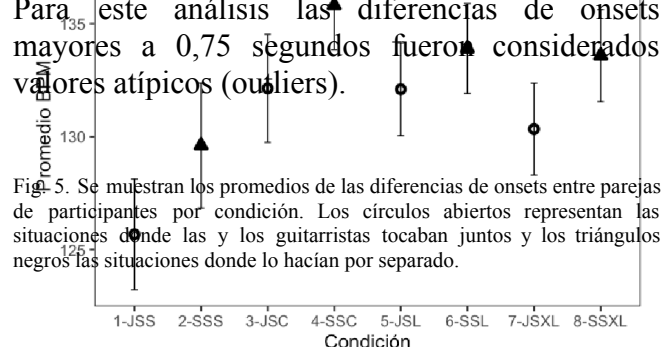 Para este análisis las diferencias de onsets
135
mayores a 0,75 segundos fueron considerados
valores atípicos (outliers).
Promedio BPM
130
Fig. 5. Se muestran los promedios de las diferencias de onsets entre parejas
de participantes por condición. Los círculos abiertos representan las
situaciones donde las y los guitarristas tocaban juntos y los triángulos
125
negros las situaciones donde lo hacían por separado.
1-JSS 2-SSS 3-JSC 4-SSC 5-JSL 6-SSL 7-JSXL 8-SSXL
Condición